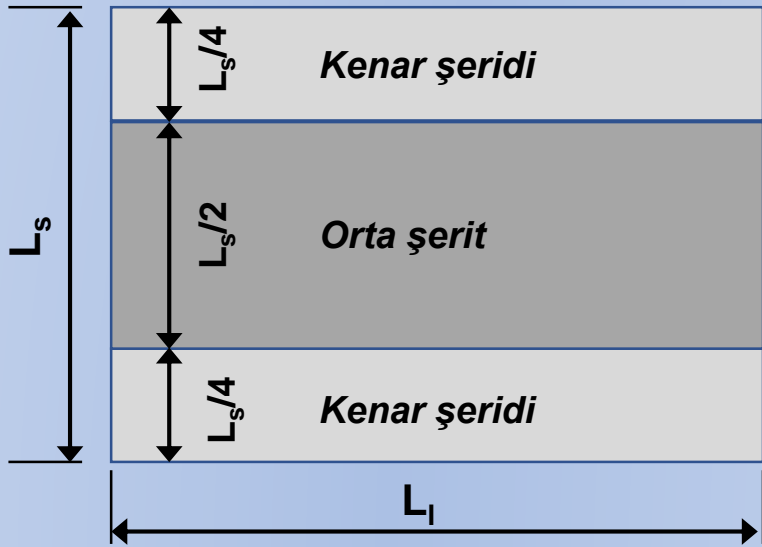 Lₛ/4
Kenar şeridi
Lₛ
Lₛ/2
Orta şerit
Lₛ/4
Kenar şeridi
Lₗ